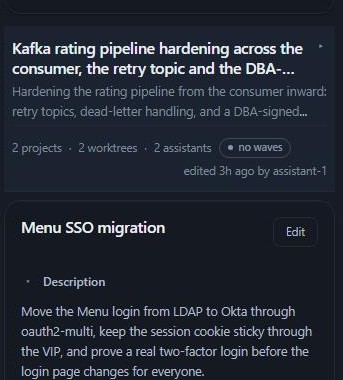 Kafka rating pipeline hardening across the
consumer, the retry topic and the DBA-...
Hardening the rating pipeline from the consumer inward:
retry topics, dead-letter handling, and a DBA-signed...
2 projects · 2 worktrees · 2 assistants • no waves
edited 3h ago by assistant-1
Menu SSO migration
Edit
Description
Move the Menu login from LDAP to Okta through
oauth2-multi, keep the session cookie sticky through
the VIP, and prove a real two-factor login before the
login page changes for everyone.